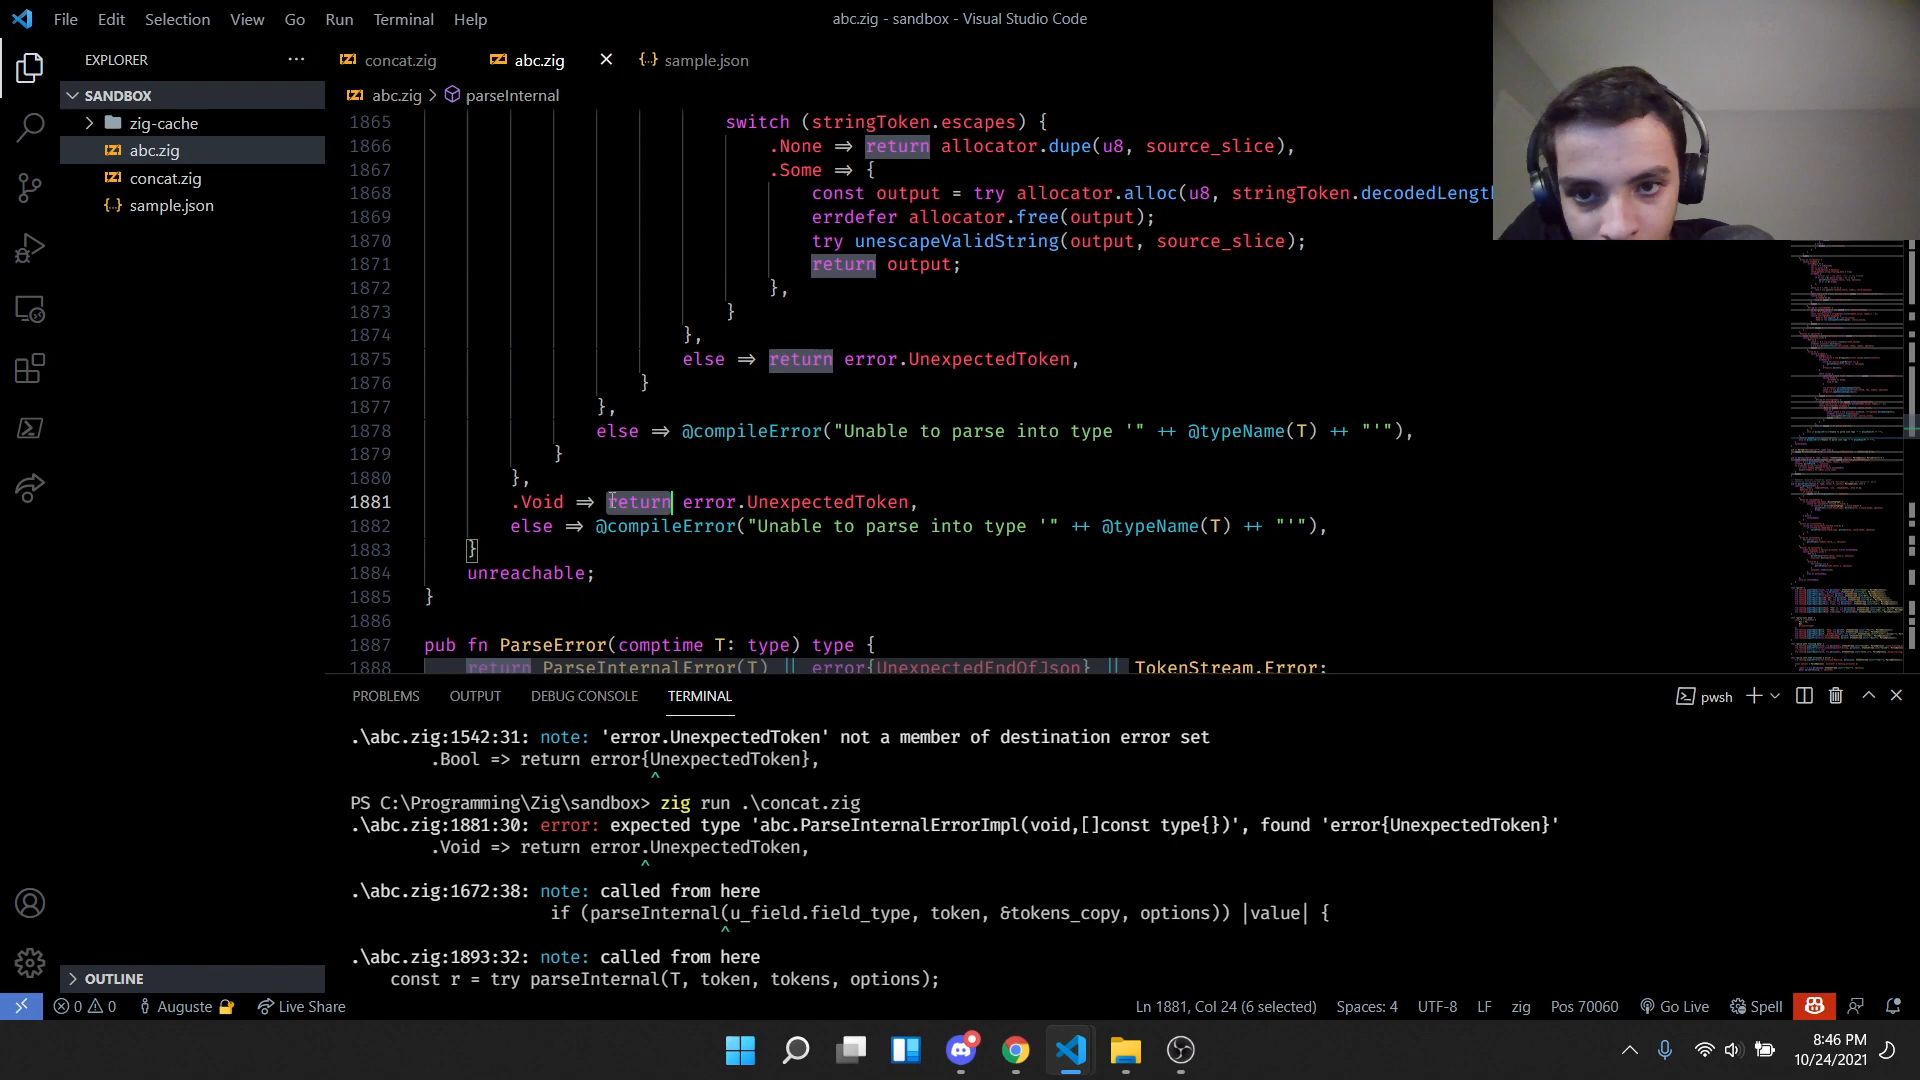 File Edit Selection View Go Run Terminal Help
abc.zig - sandbox - Visual Studio Code
EXPLORER
concat.zig
abc.zig
sample.json
SANDBOX
abc.zig > parseInternal
zig-cache
abc.zig
concat.zig
sample.json
1865 switch (stringToken.escapes) {
1866 .None => return allocator.dupe(u8, source_slice),
1867 .Some => {
1868 const output = try allocator.alloc(u8, stringToken.decodedLengt
1869 errdefer allocator.free(output);
1870 try unescapeValidString(output, source_slice);
1871 return output;
1872 },
1873 }
1874 },
1875 else => return error.UnexpectedToken,
1876 }
1877 },
1878 else => @compileError("Unable to parse into type '" ++ @typeName(T) ++ "'"),
1879 }
1880 },
1881 .Void => return error.UnexpectedToken,
1882 else => @compileError("Unable to parse into type '" ++ @typeName(T) ++ "'"),
1883 }
1884 unreachable;
1885 }
1886
1887 pub fn ParseError(comptime T: type) type {
1888 return ParseInternalError(T) || error{UnexpectedEndOfJson} || TokenStream.Error;
PROBLEMS OUTPUT DEBUG CONSOLE TERMINAL
pwsh
.\abc.zig:1542:31: note: 'error.UnexpectedToken' not a member of destination error set
.Bool => return error{UnexpectedToken},
^
PS C:\Programming\Zig\sandbox> zig run .\concat.zig
.\abc.zig:1881:30: error: expected type 'abc.ParseInternalErrorImpl(void,[]const type{})', found 'error{UnexpectedToken}'
.Void => return error.UnexpectedToken,
^
.\abc.zig:1672:38: note: called from here
if (parseInternal(u_field.field_type, token, &tokens_copy, options)) |value| {
^
.\abc.zig:1893:32: note: called from here
const r = try parseInternal(T, token, tokens, options);
OUTLINE
0 0 Auguste Live Share
Ln 1881, Col 24 (6 selected) Spaces: 4 UTF-8 LF zig Pos 70060 Go Live Spell
8:46 PM
10/24/2021